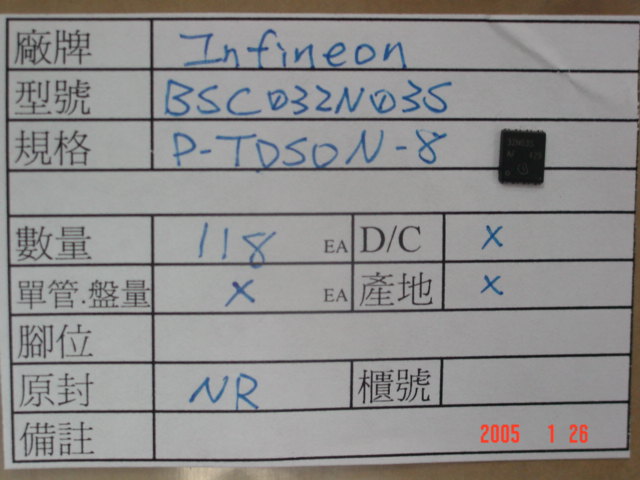 廠牌 Infineon
型號 BSC032N03S
規格 P-TDSON-8
32N03S
數量 118 EA D/C X
單管.盤量 X EA 產地 X
腳位
原封 NR 櫃號
備註
2005 1 26